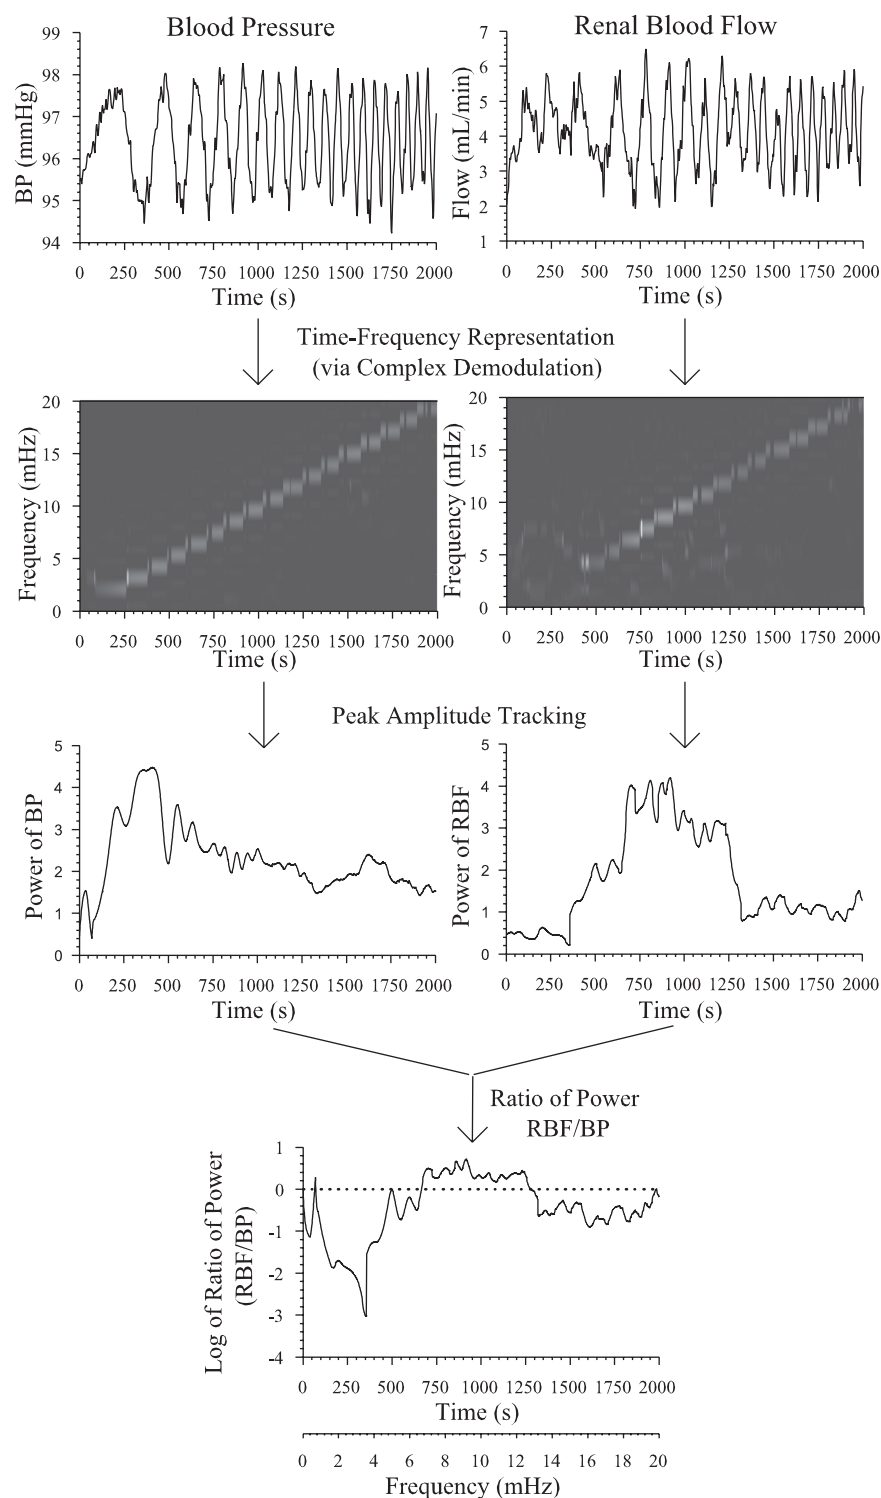 Blood Pressure
Renal Blood Flow
99
98
97
96
95
94
BP (mmHg)
0 250 500 750 1000 1250 1500 1750 2000
Time (s)
7
6
5
4
3
2
1
Flow (mL/min)
0 250 500 750 1000 1250 1500 1750 2000
Time (s)
Time-Frequency Representation
(via Complex Demodulation)
20
15
10
5
0
Frequency (mHz)
0 250 500 750 1000 1250 1500 1750 2000
Time (s)
20
15
10
5
0
Frequency (mHz)
0 250 500 750 1000 1250 1500 1750 2000
Time (s)
Peak Amplitude Tracking
5
4
3
2
1
0
Power of BP
0 250 500 750 1000 1250 1500 1750 2000
Time (s)
5
4
3
2
1
0
Power of RBF
0 250 500 750 1000 1250 1500 1750 2000
Time (s)
Ratio of Power
RBF/BP
1
0
-1
-2
-3
-4
Log of Ratio of Power
(RBF/BP)
0 250 500 750 1000 1250 1500 1750 2000
Time (s)
0 2 4 6 8 10 12 14 16 18 20
Frequency (mHz)